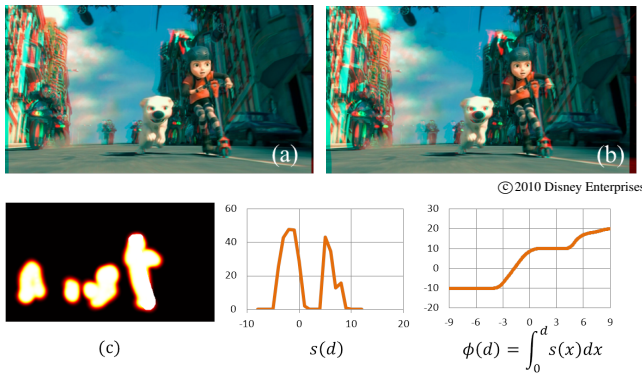 (a)
(b)
©2010 Disney Enterprises
60
40
20
0
-10 0 10 20
30
20
10
0
-10
-20
-9 -6 -3 0 3 6 9
(c)
s(d)
ϕ(d) = ∫₀ᵈ s(x)dx